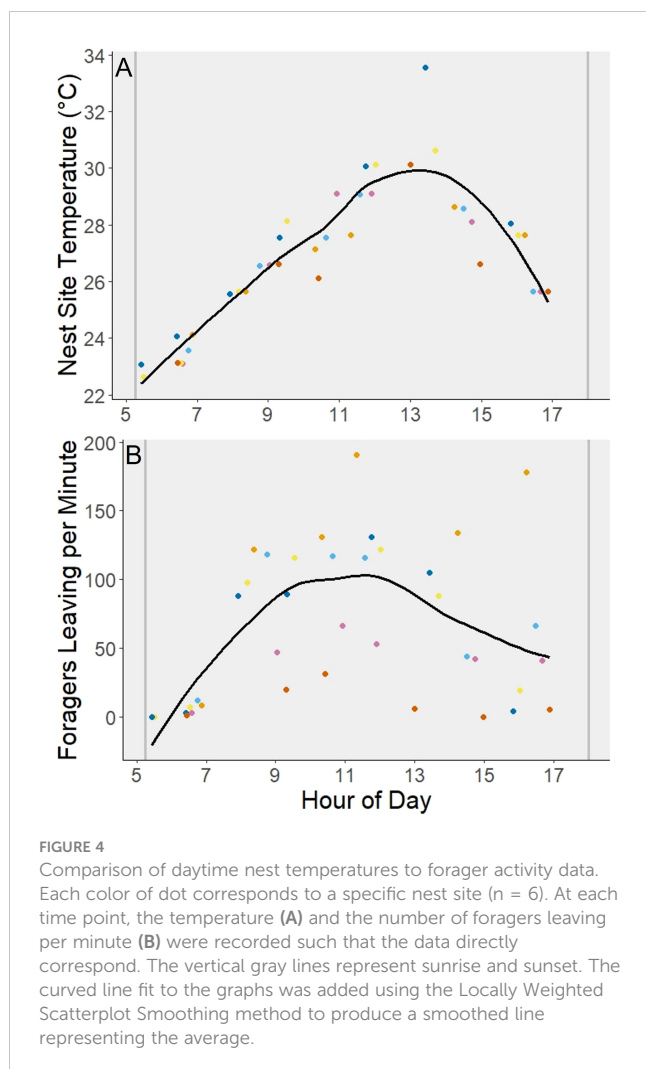 A
Nest Site Temperature (°C)
34
32
30
28
26
24
22
5 7 9 11 13 15 17
B
Foragers Leaving per Minute
200
150
100
50
0
5 7 9 11 13 15 17
Hour of Day
FIGURE 4
Comparison of daytime nest temperatures to forager activity data.
Each color of dot corresponds to a specific nest site (n = 6). At each
time point, the temperature (A) and the number of foragers leaving
per minute (B) were recorded such that the data directly
correspond. The vertical gray lines represent sunrise and sunset. The
curved line fit to the graphs was added using the Locally Weighted
Scatterplot Smoothing method to produce a smoothed line
representing the average.